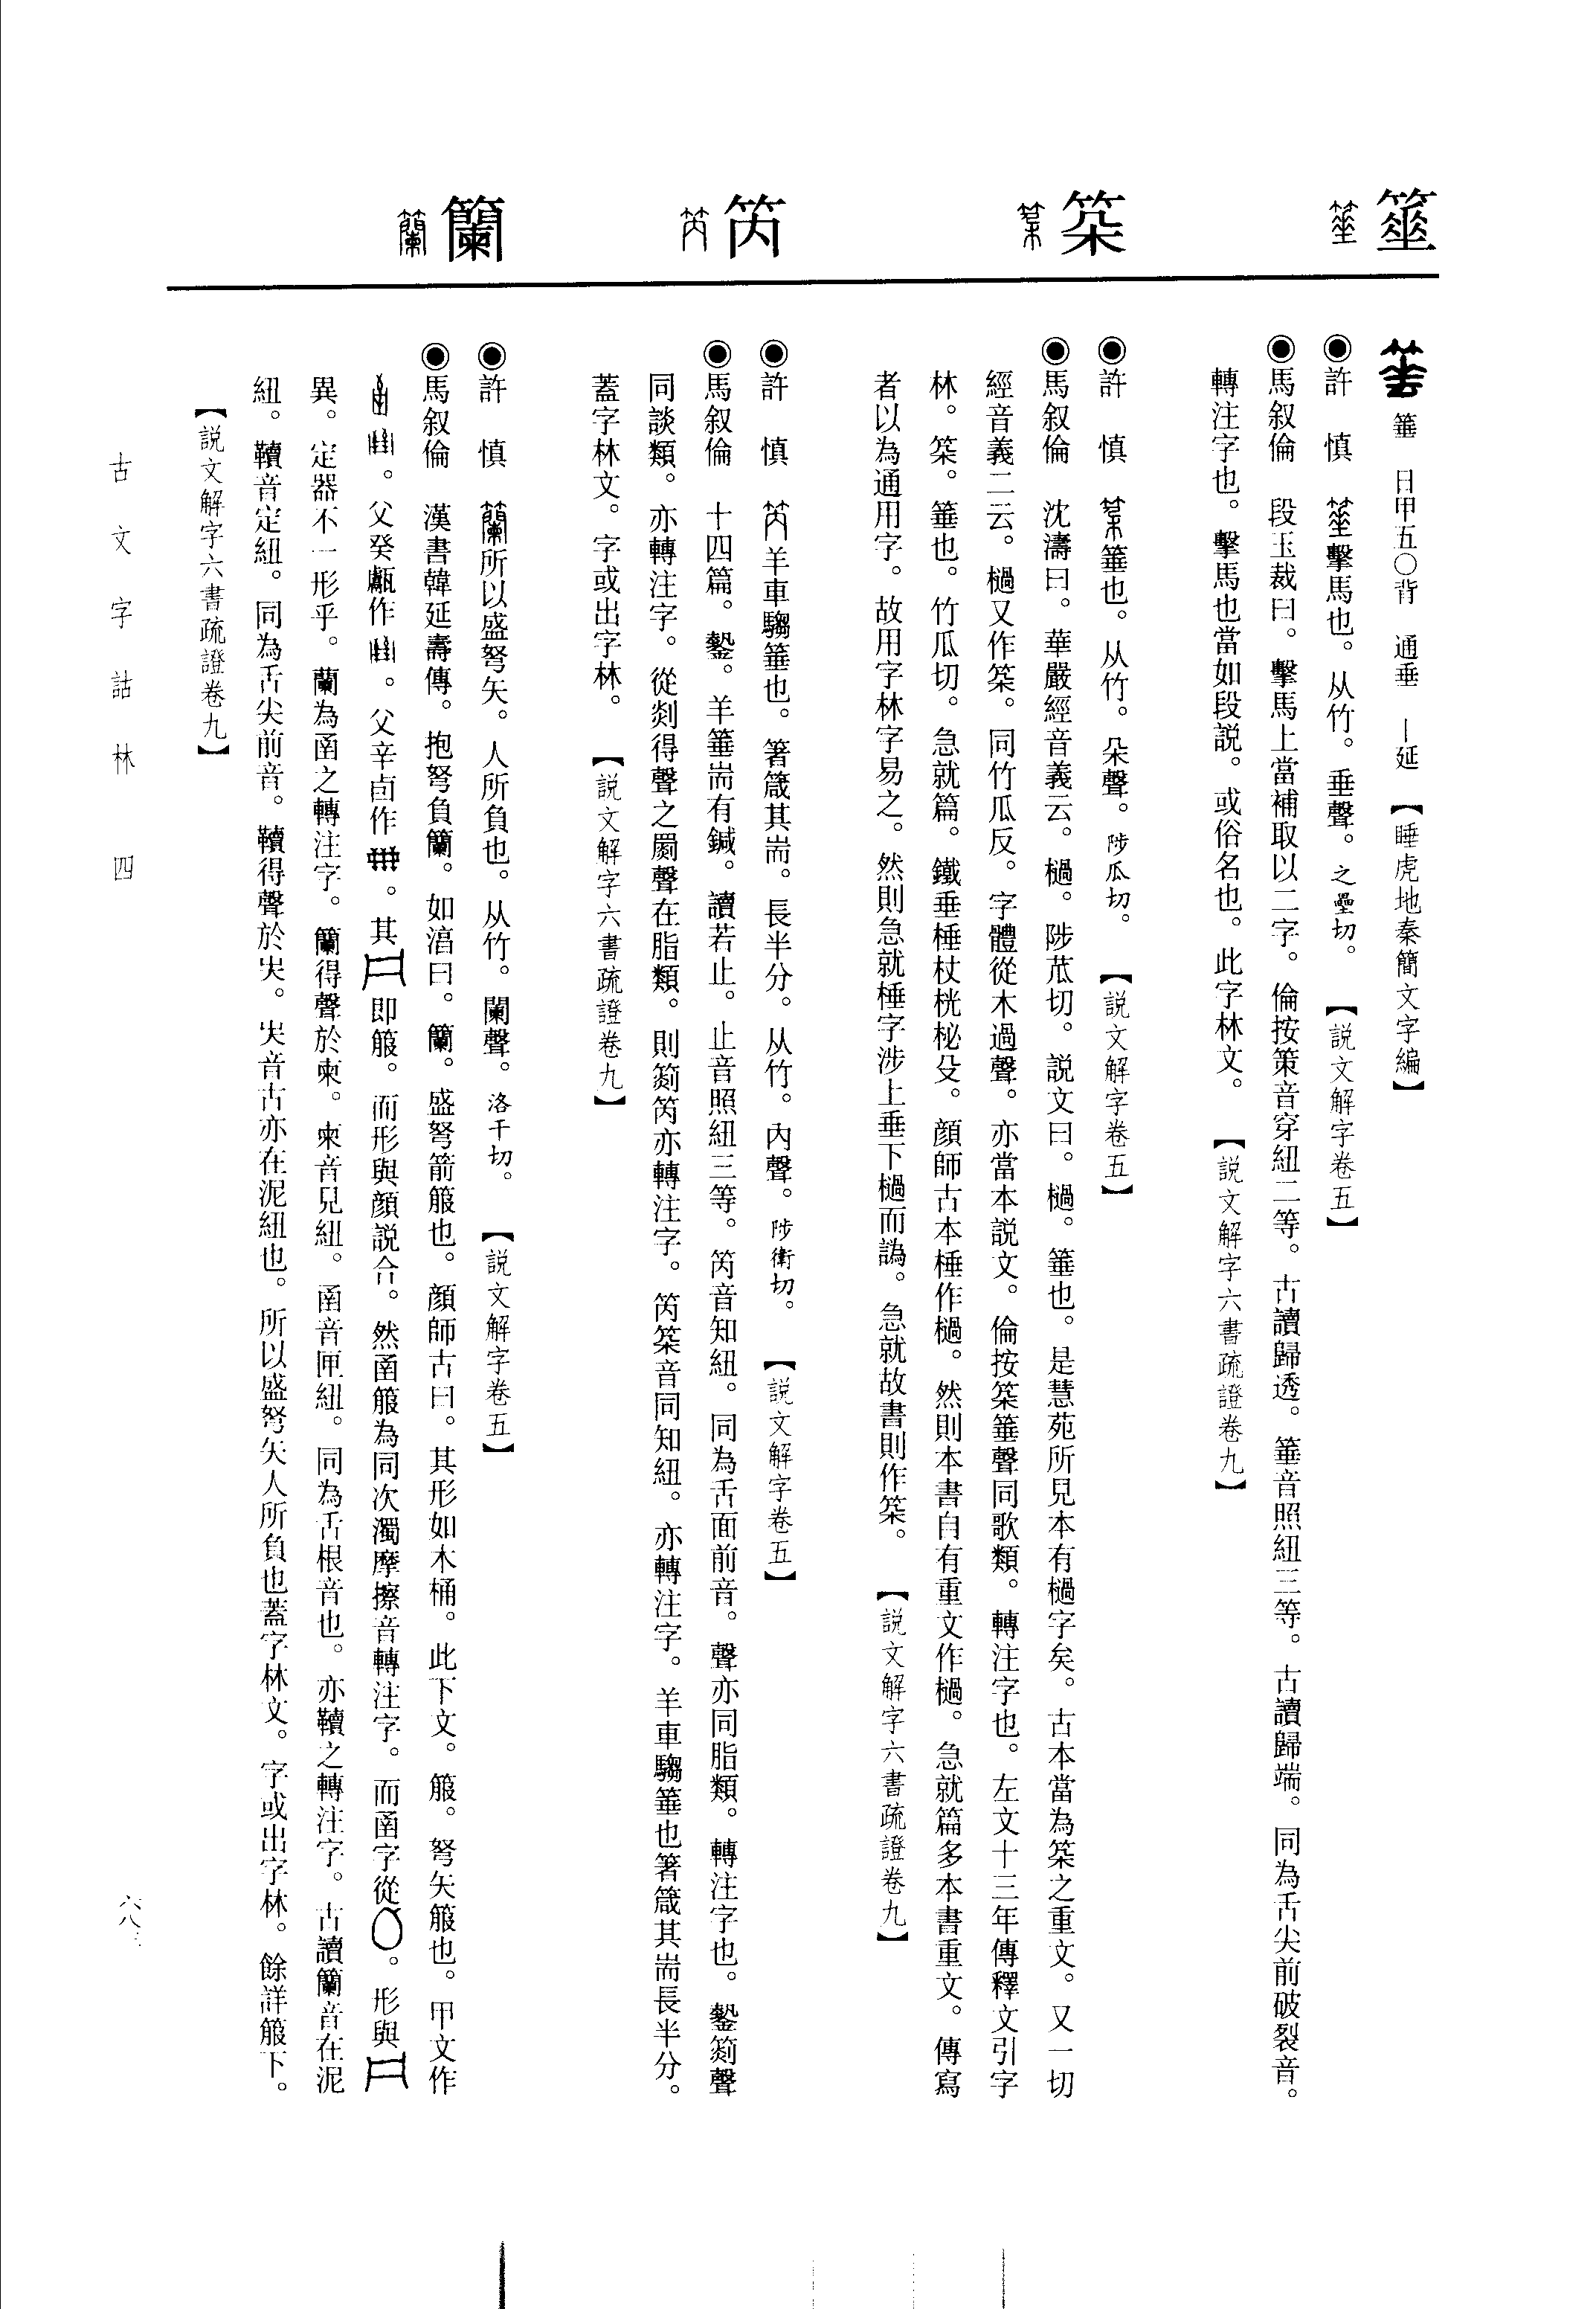 箠
箠 日甲五〇背 通垂 —延 【睡虎地秦簡文字編】
◉許 慎 箠擊馬也。从竹。垂聲。之壘切。 【說文解字卷五】
◉馬叙倫 段玉裁曰。擊馬上當補取以二字。倫按策音穿紐二等。古讀歸透。箠音照紐三等。古讀歸端。同為舌尖前破裂音。
轉注字也。擊馬也當如段說。或俗名也。此字林文。 【說文解字六書疏證卷九】
築
◉許 慎 箠也。从竹。朵聲。陟瓜切。 【說文解字卷五】
◉馬叙倫 沈濤曰。華嚴經音義云。檛。陟苽切。說文曰。檛。箠也。是慧苑所見本有檛字矣。古本當為䇶之重文。又一切
經音義二云。檛又作䇶。同竹瓜反。字體從木過聲。亦當本說文。倫按䇶箠聲同歌類。轉注字也。左文十三年傳釋文引字
林。䇶。箠也。竹瓜切。急就篇。鐵垂棰杖桄柲殳。顏師古本棰作檛。然則本書自有重文作檛。急就篇多本書重文。傳寫
者以為通用字。故用字林字易之。然則急就棰字涉上垂下檛而譌。急就故書則作䇶。 【說文解字六書疏證卷九】
笍
◉許 慎 笍羊車騶箠也。箸箴其耑。長半分。从竹。內聲。陟衛切。 【說文解字卷五】
◉馬叙倫 十四篇。鏊。羊箠耑有鍼。讀若止。止音照紐三等。笍音知紐。同為舌面前音。聲亦同脂類。轉注字也。鏊䈁聲
同談類。亦轉注字。從剡得聲之罽聲在脂類。則䈁笍亦轉注字。笍䇶音同知紐。亦轉注字。羊車騶箠也箸箴其耑長半分。
蓋字林文。字或出字林。 【說文解字六書疏證卷九】
籣
◉許 慎 籣所以盛弩矢。人所負也。从竹。闌聲。洛干切。 【說文解字卷五】
◉馬叙倫 漢書韓延壽傳。抱弩負籣。如淐曰。籣。盛弩箭箙也。顏師古曰。其形如木桶。此下文。箙。弩矢箙也。甲文作
。父癸甗作。父辛卣作。其即箙。而形與顏說合。然圅箙為同次濁摩擦音轉注字。而圅字從。形與
異。定器不一形乎。蘭為圅之轉注字。籣得聲於柬。柬音見紐。圅音匣紐。同為舌根音也。亦韇之轉注字。古讀籣音在泥
紐。韇音定紐。同為舌尖前音。韇得聲於𡗗。𡗗音古亦在泥紐也。所以盛弩矢人所負也蓋字林文。字或出字林。餘詳箙下。
【說文解字六書疏證卷九】
古文字詁林 四
六八